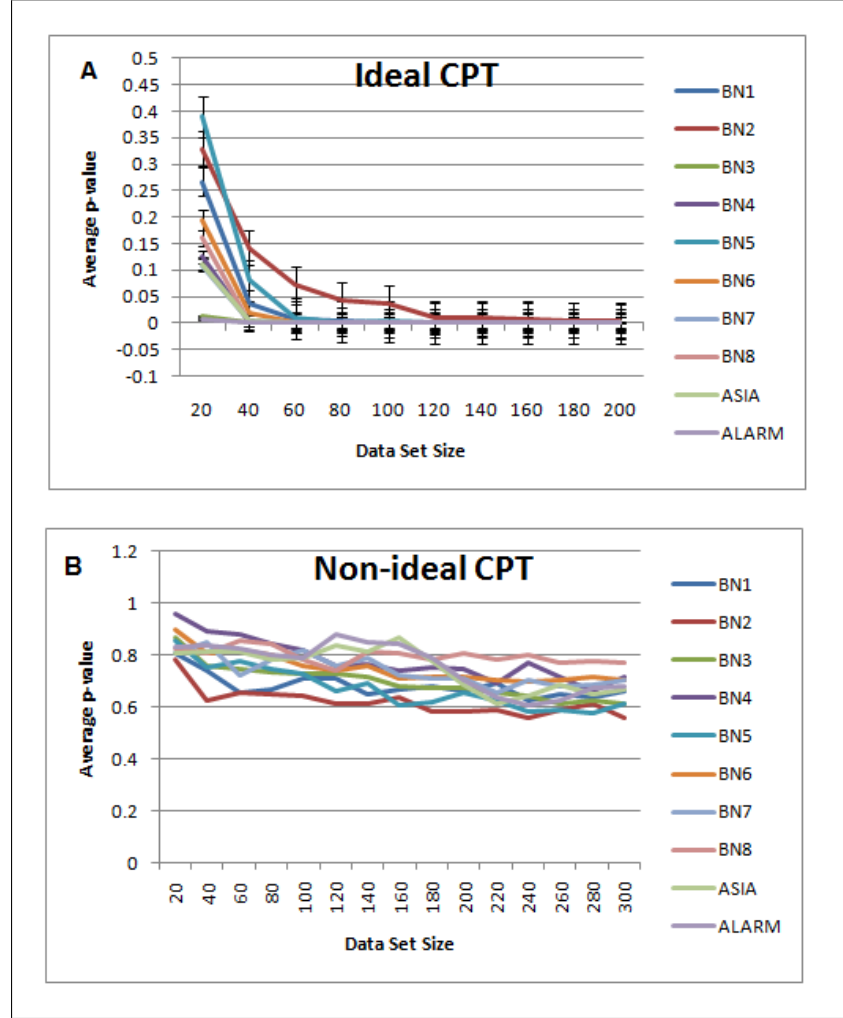 A
Ideal CPT
0.5
0.45
0.4
0.35
0.3
0.25
0.2
0.15
0.1
0.05
0
-0.05
-0.1
Average p-value
20 40 60 80 100 120 140 160 180 200
Data Set Size
BN1
BN2
BN3
BN4
BN5
BN6
BN7
BN8
ASIA
ALARM
B
Non-ideal CPT
1.2
1
0.8
0.6
0.4
0.2
0
Average p-value
20 40 60 80 100 120 140 160 180 200 220 240 260 280 300
Data Set Size
BN1
BN2
BN3
BN4
BN5
BN6
BN7
BN8
ASIA
ALARM